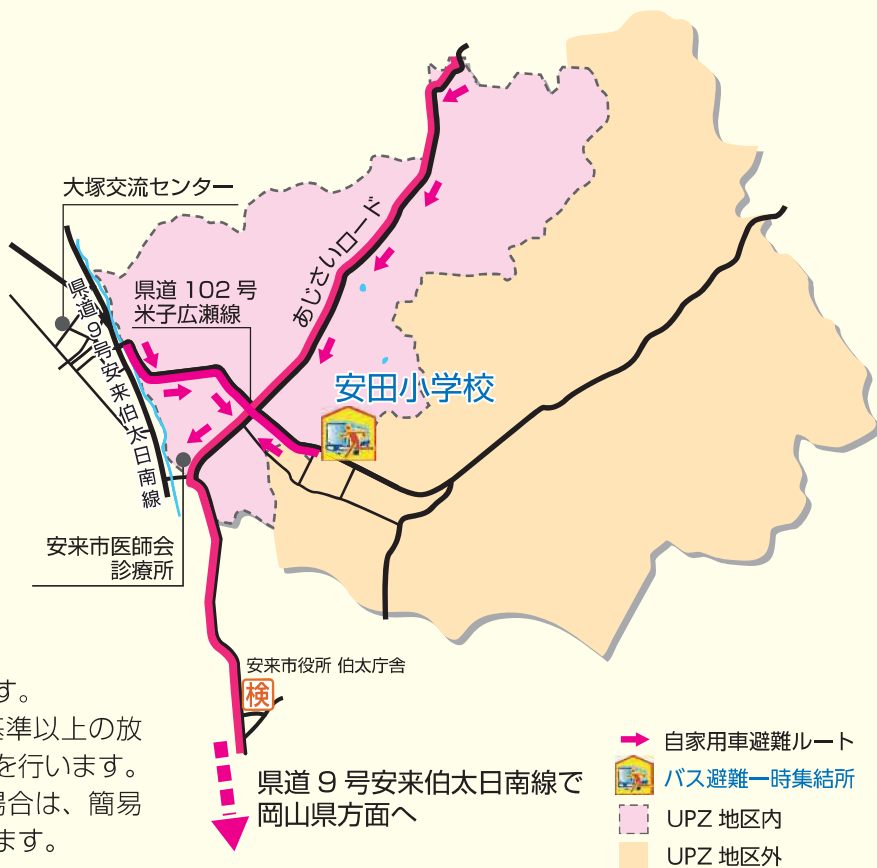 大塚交流センター
県道102号
米子広瀬線
あじさいロード
県道9号安来伯太日南線
安田小学校
安来市医師会
診療所
安来市役所 伯太庁舎
検
す。
基準以上の放
を行います。
場合は、簡易
ます。
県道9号安来伯太日南線で
岡山県方面へ
自家用車避難ルート
バス避難一時集結所
UPZ 地区内
UPZ 地区外